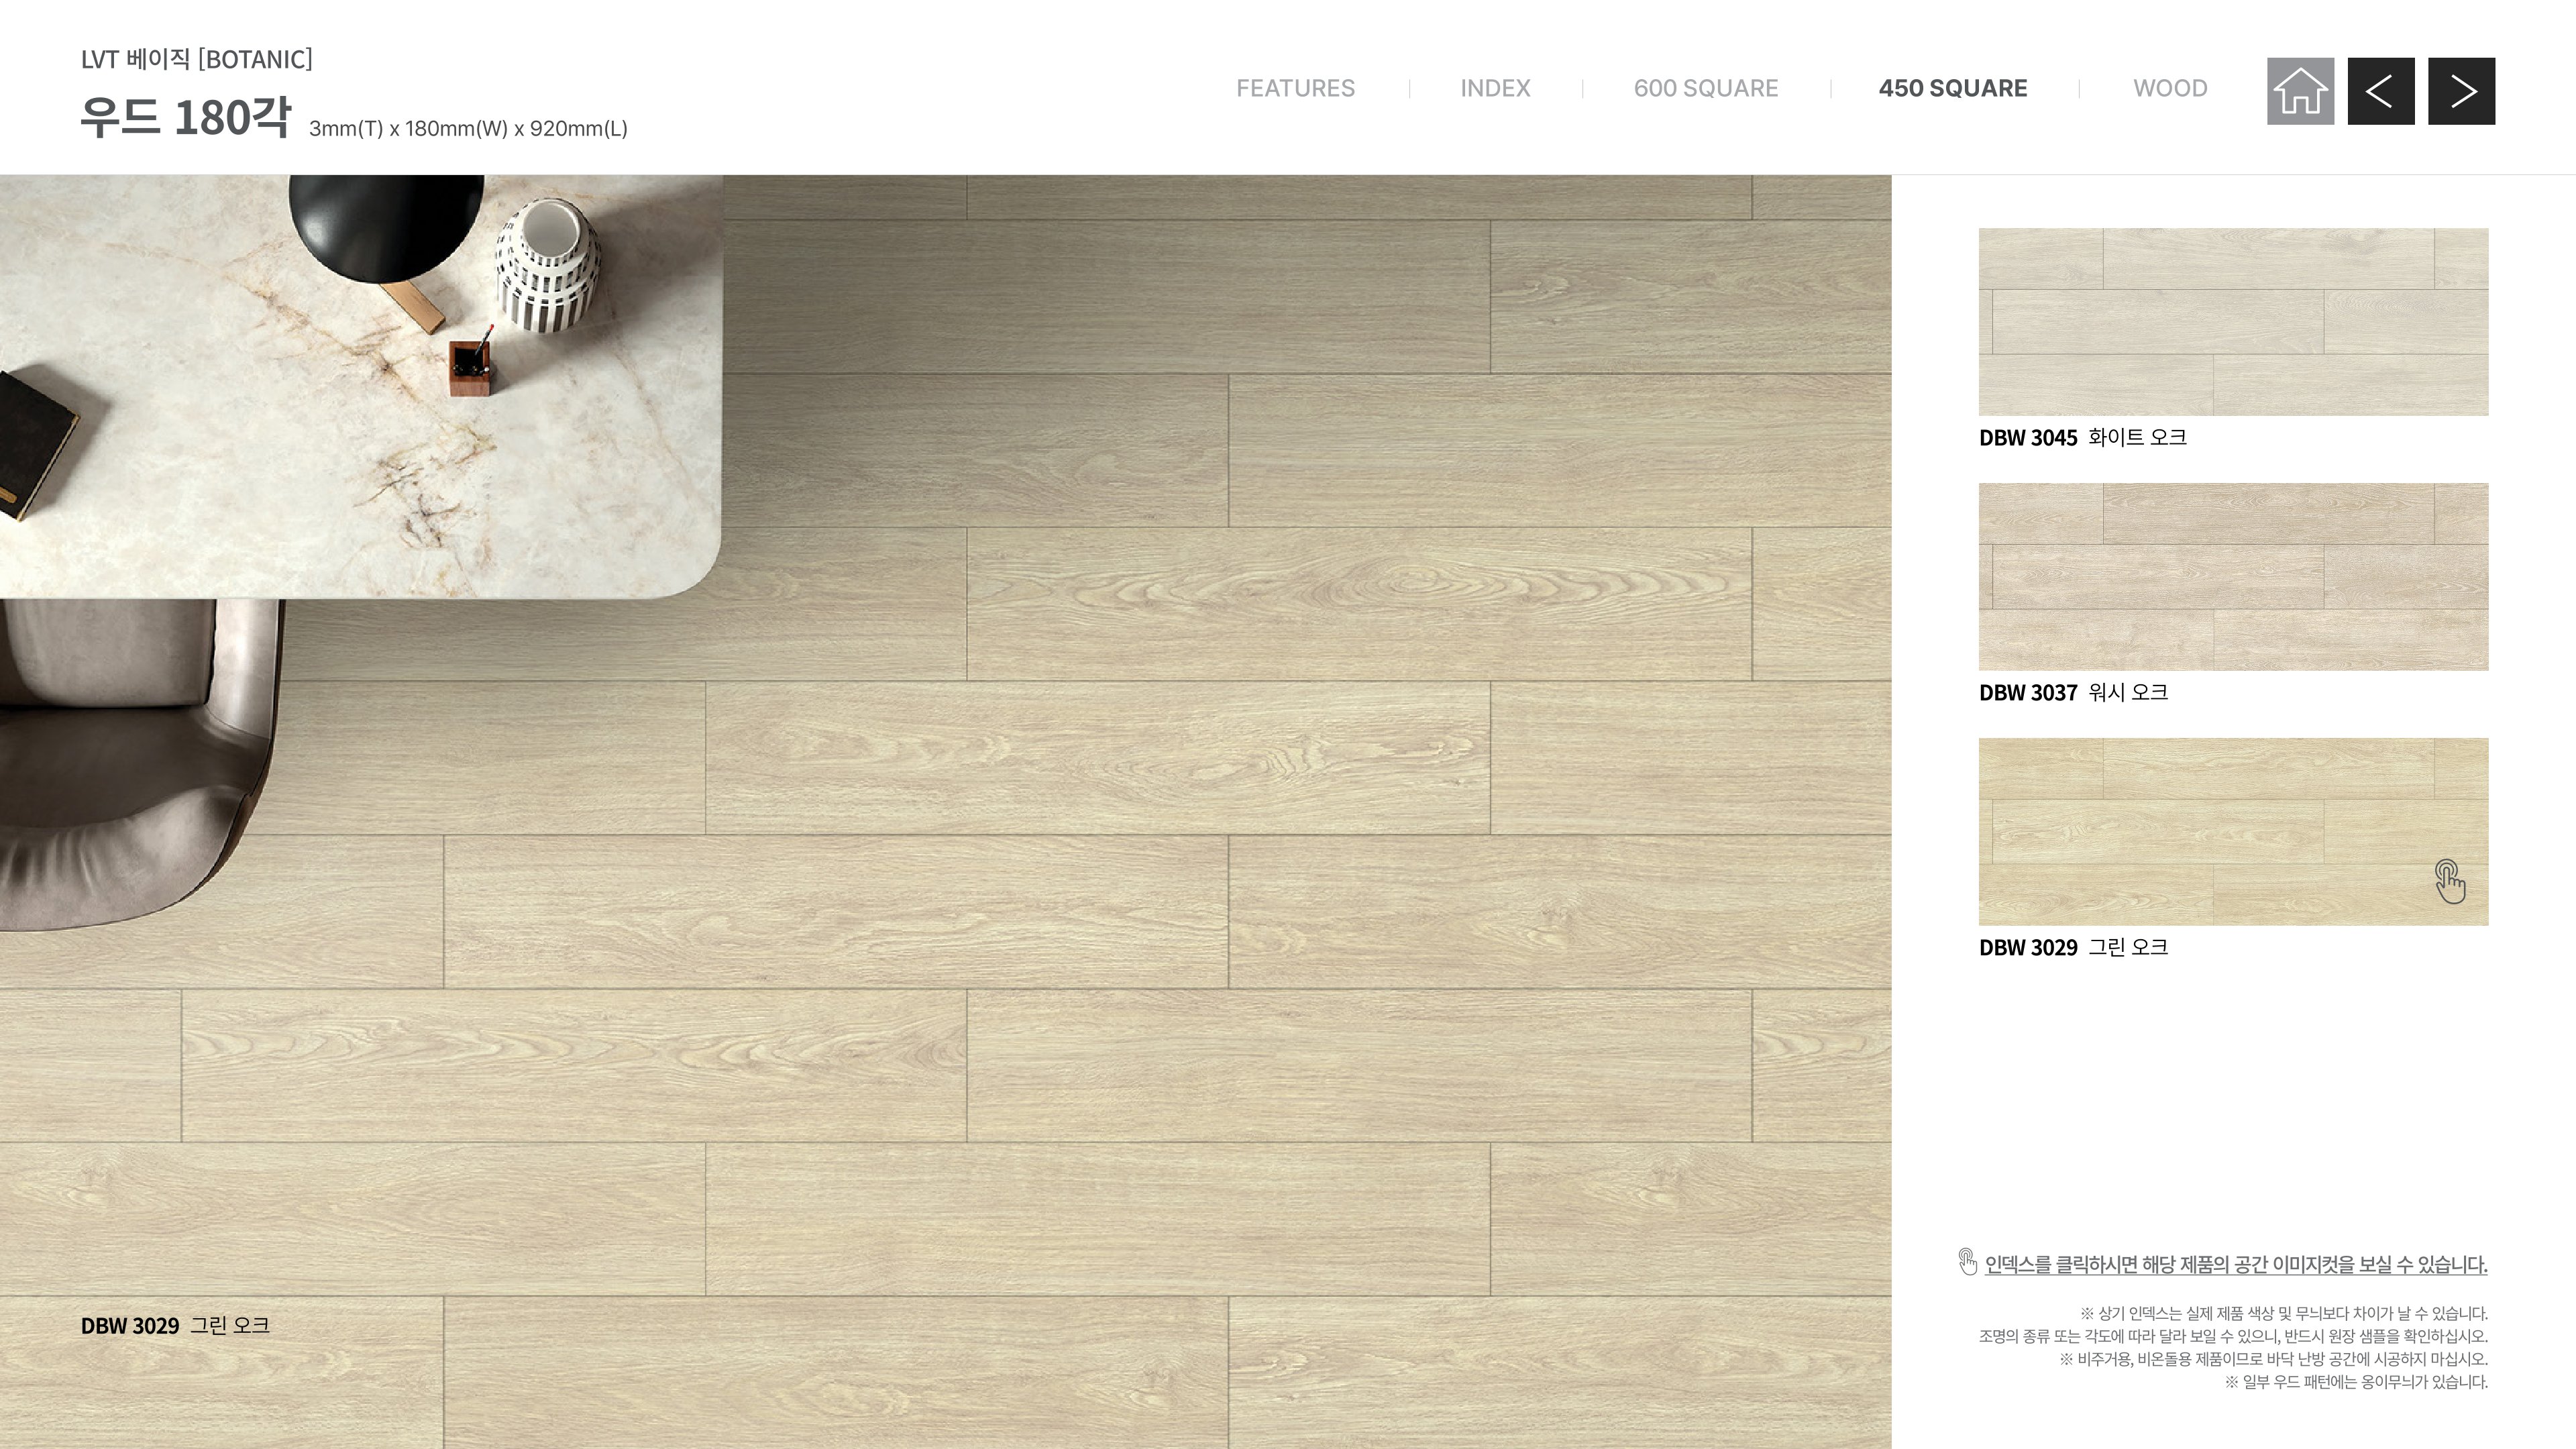 LVT 베이직 [BOTANIC]
우드 180각 3mm(T) x 180mm(W) x 920mm(L)
FEATURES
INDEX
600 SQUARE
450 SQUARE
WOOD
DBW 3045 화이트 오크
DBW 3037 워시 오크
DBW 3029 그린 오크
DBW 3029 그린 오크
인덱스를 클릭하시면 해당 제품의 공간 이미지컷을 보실 수 있습니다.
※ 상기 인덱스는 실제 제품 색상 및 무늬보다 차이가 날 수 있습니다.
조명의 종류 또는 각도에 따라 달라 보일 수 있으니, 반드시 원장 샘플을 확인하십시오.
※ 비주거용, 비온돌용 제품이므로 바닥 난방 공간에 시공하지 마십시오.
※ 일부 우드 패턴에는 옹이무늬가 있습니다.